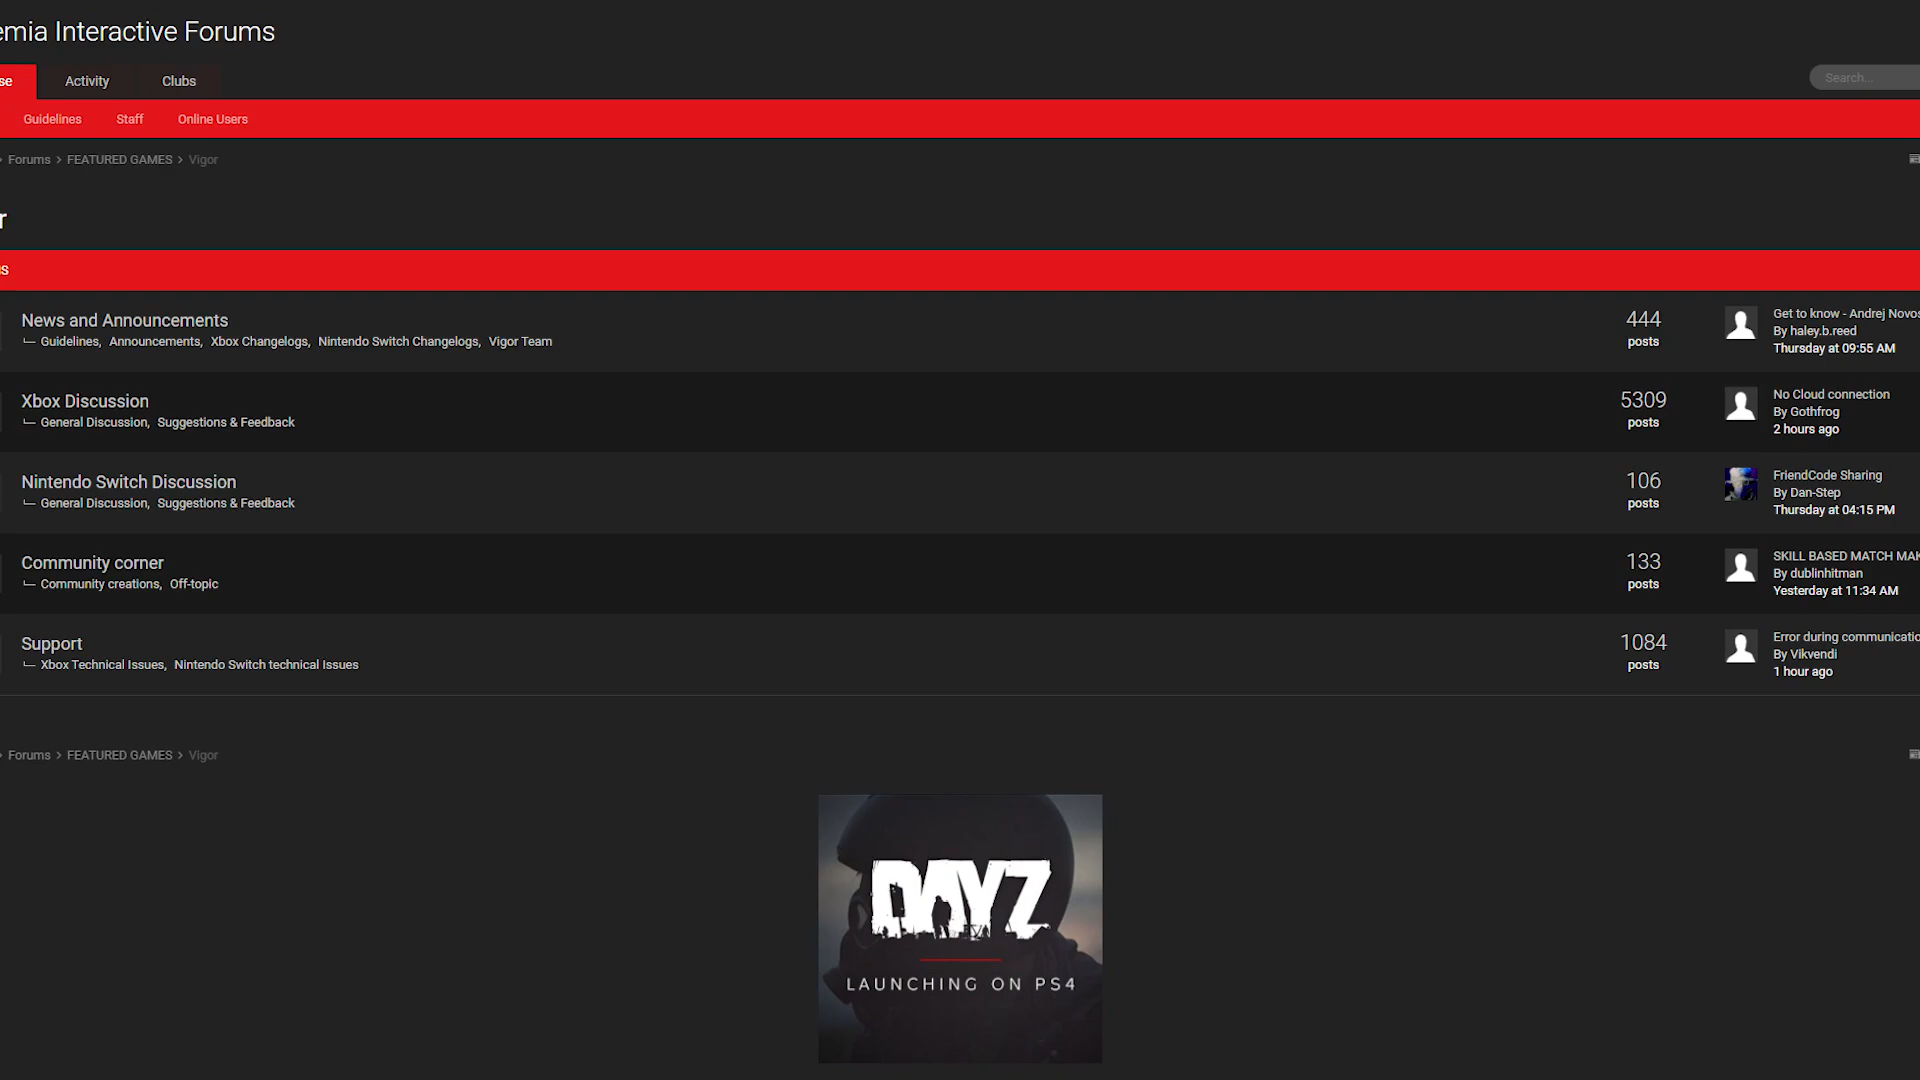 emia Interactive Forums
se Activity Clubs Search...
Guidelines Staff Online Users
Forums > FEATURED GAMES > Vigor
r
s
News and Announcements
Guidelines, Announcements, Xbox Changelogs, Nintendo Switch Changelogs, Vigor Team
444
posts
Get to know - Andrej Novos
By haley.b.reed
Thursday at 09:55 AM
Xbox Discussion
General Discussion, Suggestions & Feedback
5309
posts
No Cloud connection
By Gothfrog
2 hours ago
Nintendo Switch Discussion
General Discussion, Suggestions & Feedback
106
posts
FriendCode Sharing
By Dan-Step
Thursday at 04:15 PM
Community corner
Community creations, Off-topic
133
posts
SKILL BASED MATCH MAK
By dublinhitman
Yesterday at 11:34 AM
Support
Xbox Technical Issues, Nintendo Switch technical Issues
1084
posts
Error during communicatio
By Vikvendi
1 hour ago
Forums > FEATURED GAMES > Vigor
DAYZ
LAUNCHING ON PS4